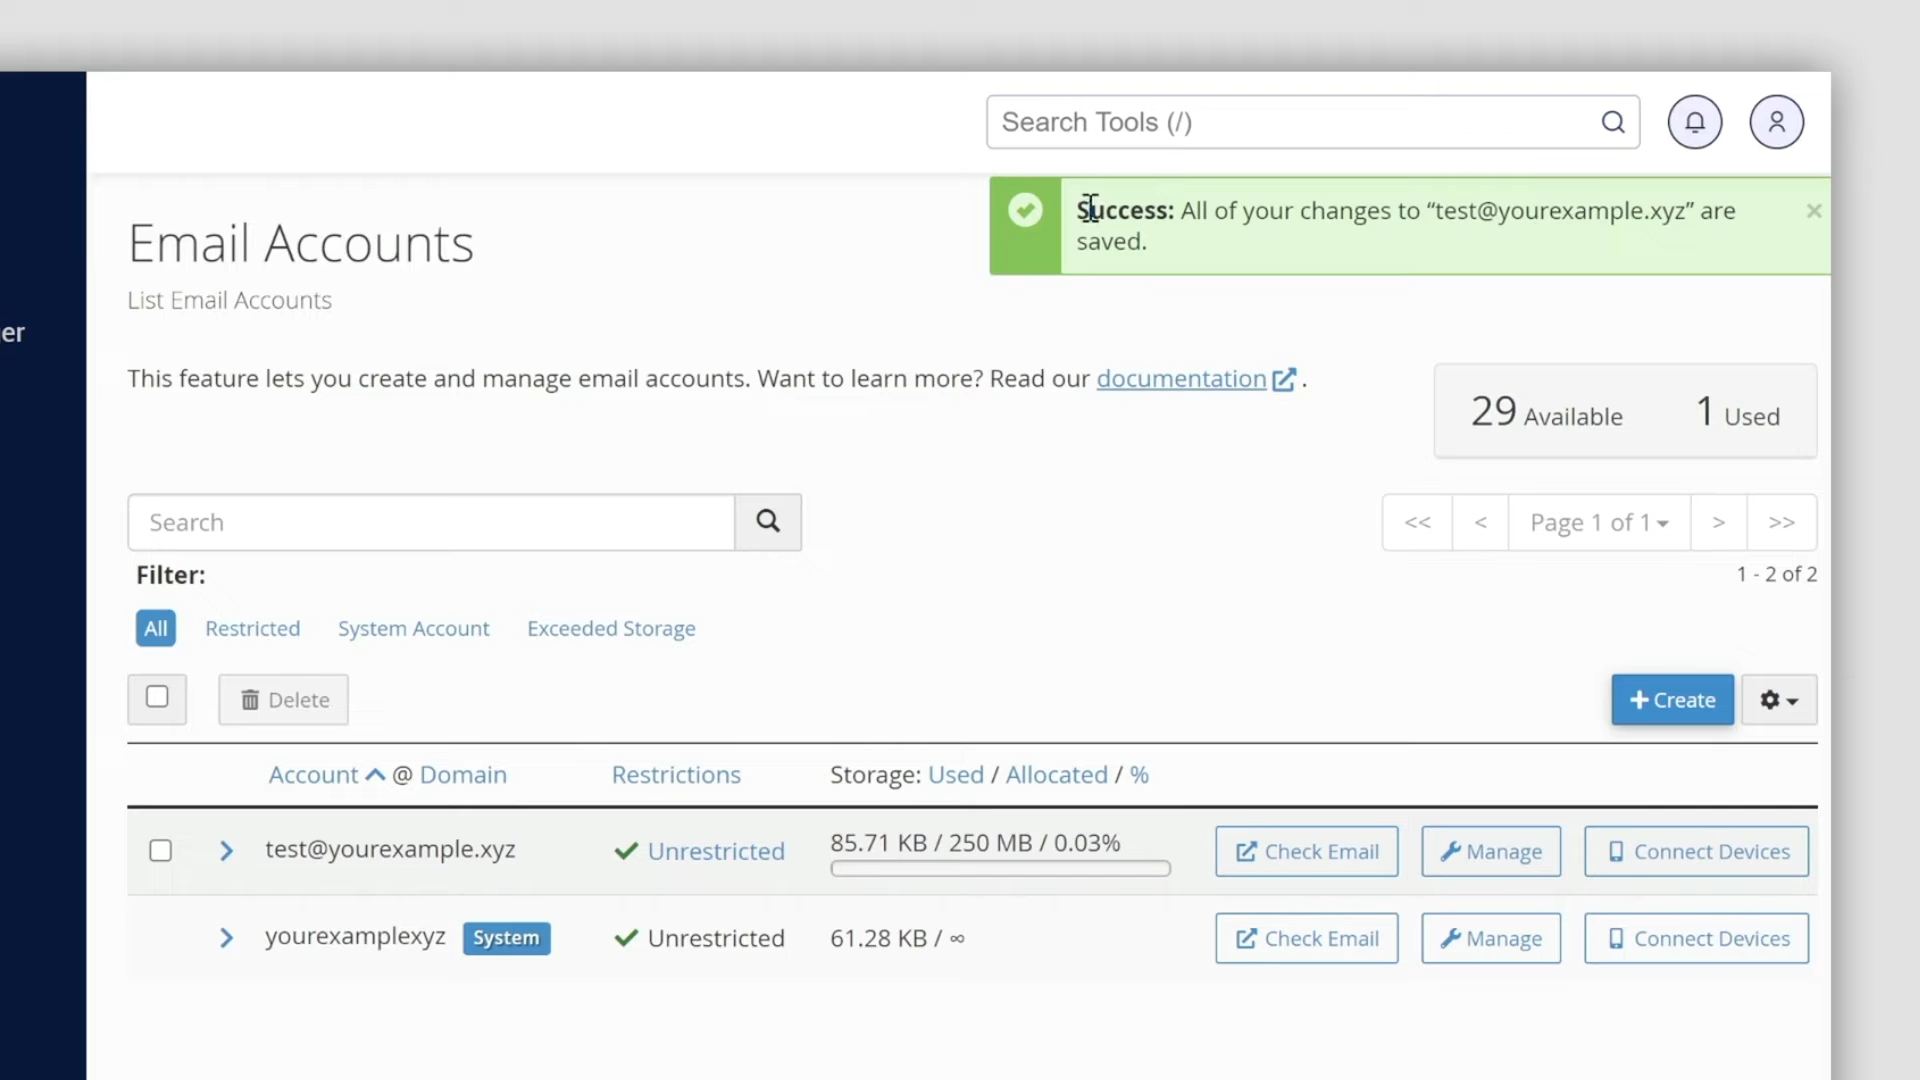 Search Tools (/)
Success: All of your changes to “test@yourexample.xyz” are
saved.
Email Accounts
List Email Accounts
er
This feature lets you create and manage email accounts. Want to learn more? Read our documentation .
29 Available 1 Used
Search
<< < Page 1 of 1 > >>
1 - 2 of 2
Filter:
All Restricted System Account Exceeded Storage
Delete
Create
Account @ Domain Restrictions Storage: Used / Allocated / %
test@yourexample.xyz Unrestricted 85.71 KB / 250 MB / 0.03% Check Email Manage Connect Devices
yourexamplexyz System Unrestricted 61.28 KB / ∞ Check Email Manage Connect Devices